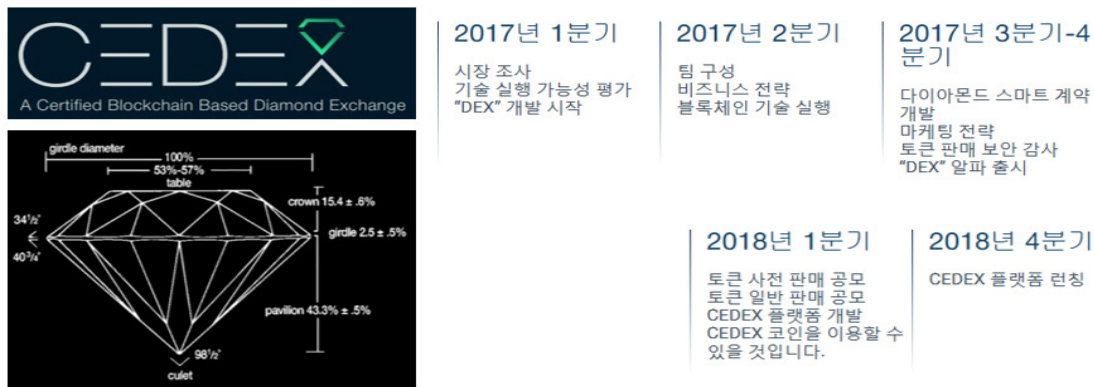 CEDEX
A Certified Blockchain Based Diamond Exchange
girdle diameter
100%
53%-57%
table
crown 15.4 ± .6%
34½°
girdle 2.5 ± .5%
40¾°
pavilion 43.3% ± .5%
98½°
culet
2017년 1분기
시장 조사
기술 실행 가능성 평가
“DEX” 개발 시작
2017년 2분기
팀 구성
비즈니스 전략
블록체인 기술 실행
2017년 3분기-4
분기
다이아몬드 스마트 계약
개발
마케팅 전략
토큰 판매 보안 감사
“DEX” 알파 출시
2018년 1분기
토큰 사전 판매 공모
토큰 일반 판매 공모
CEDEX 플랫폼 개발
CEDEX 코인을 이용할 수
있을 것입니다.
2018년 4분기
CEDEX 플랫폼 런칭